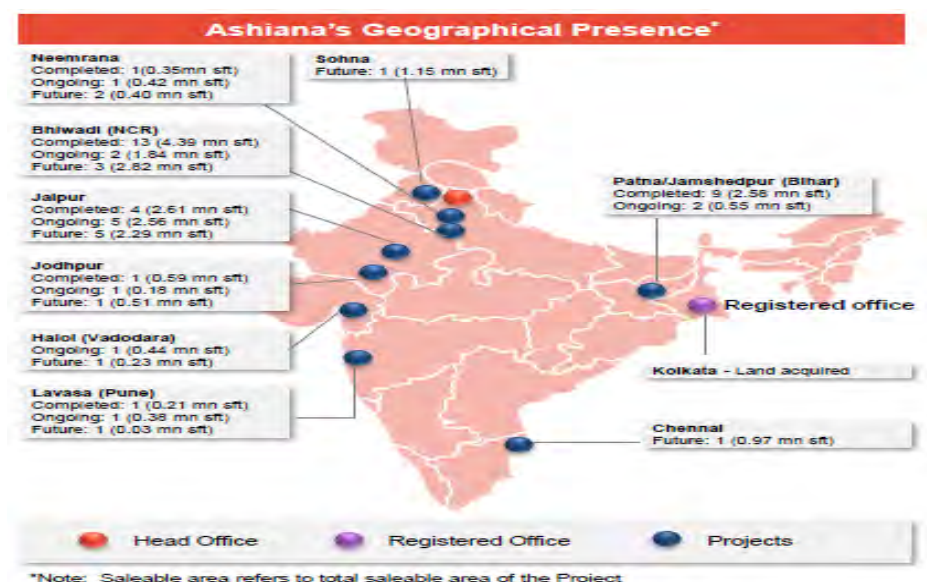 Ashiana's Geographical Presence*
Neemrana
Completed: 1(0.35mn sft)
Ongoing: 1 (0.42 mn sft)
Future: 2 (0.40 mn sft)
Sohna
Future: 1 (1.15 mn sft)
Bhiwadi (NCR)
Completed: 13 (4.39 mn sft)
Ongoing: 2 (1.64 mn sft)
Future: 3 (2.82 mn sft)
Patna/Jamshedpur (Bihar)
Completed: 9 (2.56 mn sft)
Ongoing: 2 (0.55 mn sft)
Jaipur
Completed: 4 (2.51 mn sft)
Ongoing: 5 (2.56 mn sft)
Future: 5 (2.29 mn sft)
Jodhpur
Completed: 1 (0.59 mn sft)
Ongoing: 1 (0.18 mn sft)
Future: 1 (0.51 mn sft)
Registered office
Halol (Vadodara)
Ongoing: 1 (0.44 mn sft)
Future: 1 (0.23 mn sft)
Kolkata - Land acquired
Lavasa (Pune)
Completed: 1 (0.21 mn sft)
Ongoing: 1 (0.38 mn sft)
Future: 1 (0.03 mn sft)
Chennai
Future: 1 (0.97 mn sft)
Head Office
Registered Office
Projects
*Note: Saleable area refers to total saleable area of the Project